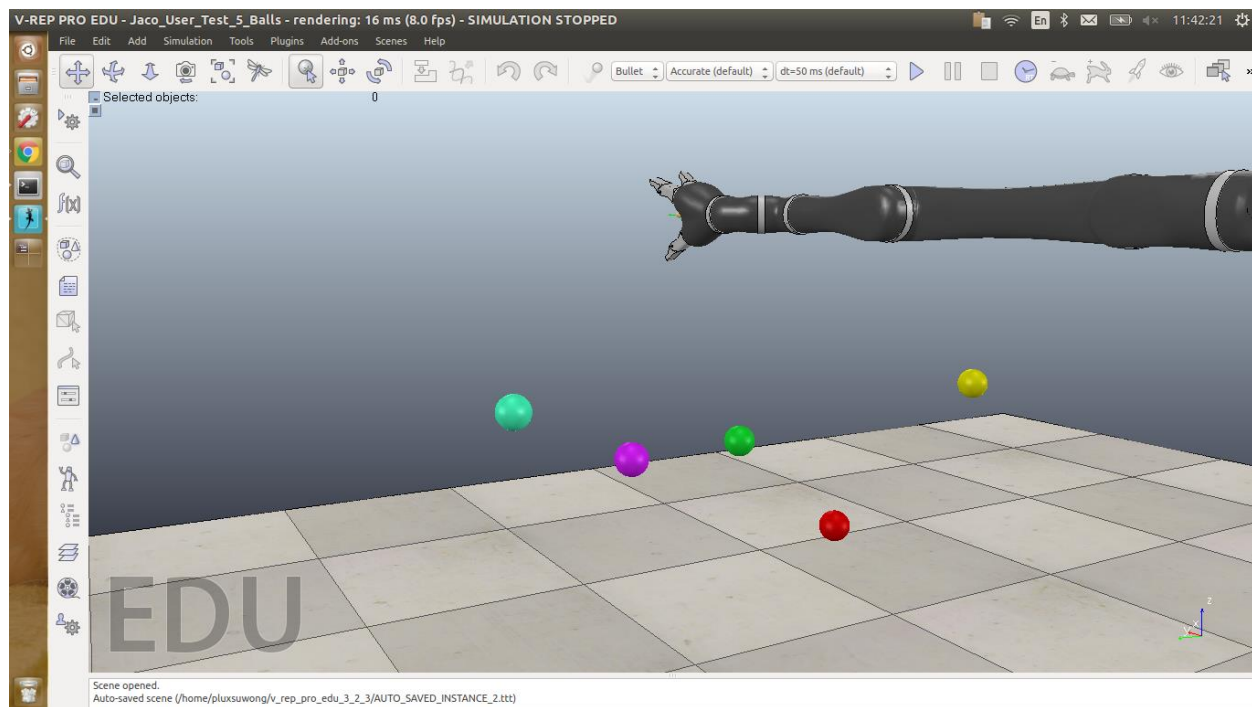 V-REP PRO EDU - Jaco_User_Test_5_Balls - rendering: 16 ms (8.0 fps) - SIMULATION STOPPED
En
11:42:21
File Edit Add Simulation Tools Plugins Add-ons Scenes Help
Bullet Accurate (default) dt=50 ms (default)
»
Selected objects: 0
f(x)
z
EDU
Scene opened.
Auto-saved scene (/home/pluxsuwong/v_rep_pro_edu_3_2_3/AUTO_SAVED_INSTANCE_2.ttt)